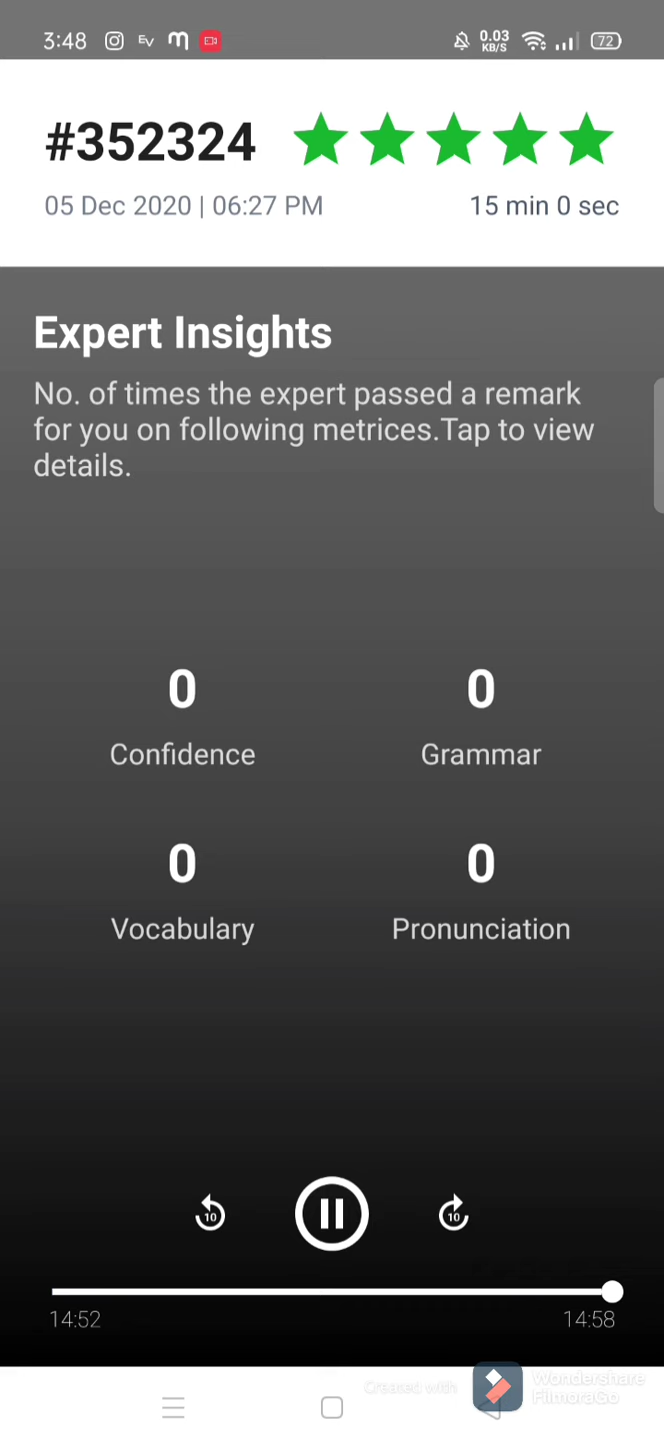 3:48 EV m 0.03 KB/S 72
#352324
05 Dec 2020 | 06:27 PM 15 min 0 sec
Expert Insights
No. of times the expert passed a remark
for you on following metrices.Tap to view
details.
0 0
Confidence Grammar
0 0
Vocabulary Pronunciation
10 10
14:52 14:58
Created with Wondershare
FilmoraGo